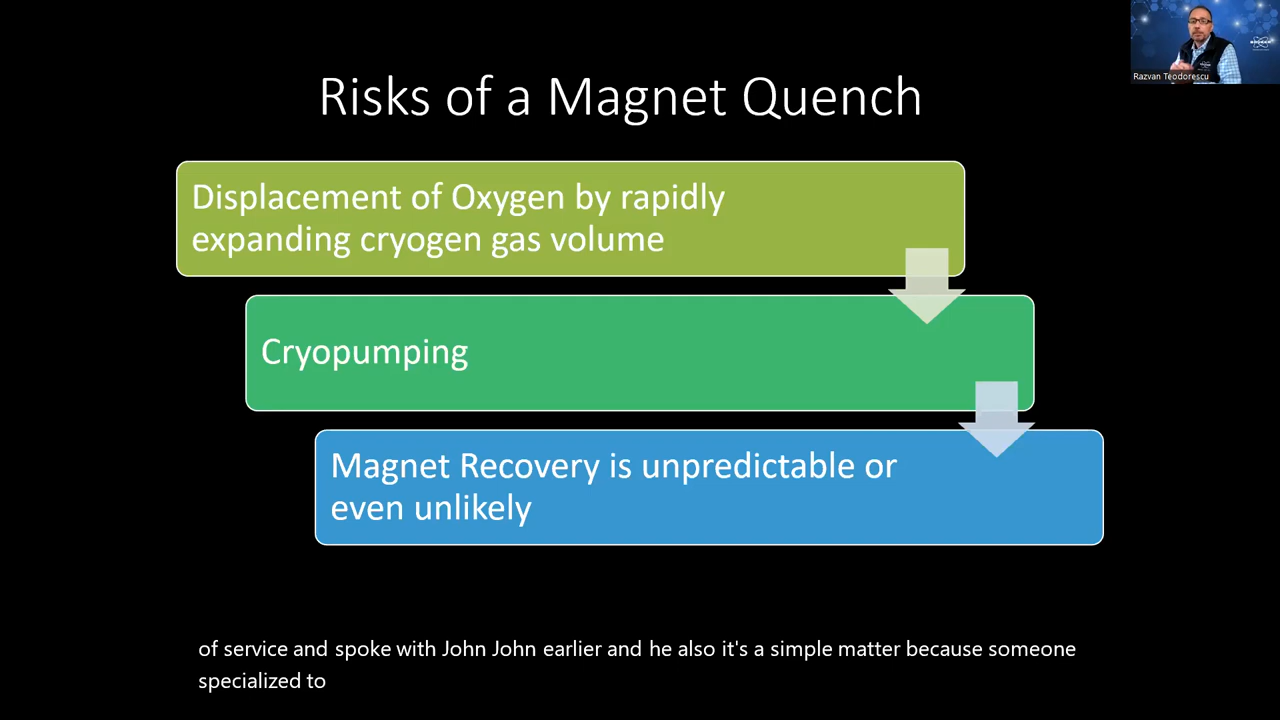 Risks of a Magnet Quench
Razvan Teodorescu
Displacement of Oxygen by rapidly
expanding cryogen gas volume
Cryopumping
Magnet Recovery is unpredictable or
even unlikely
of service and spoke with John John earlier and he also it's a simple matter because someone
specialized to